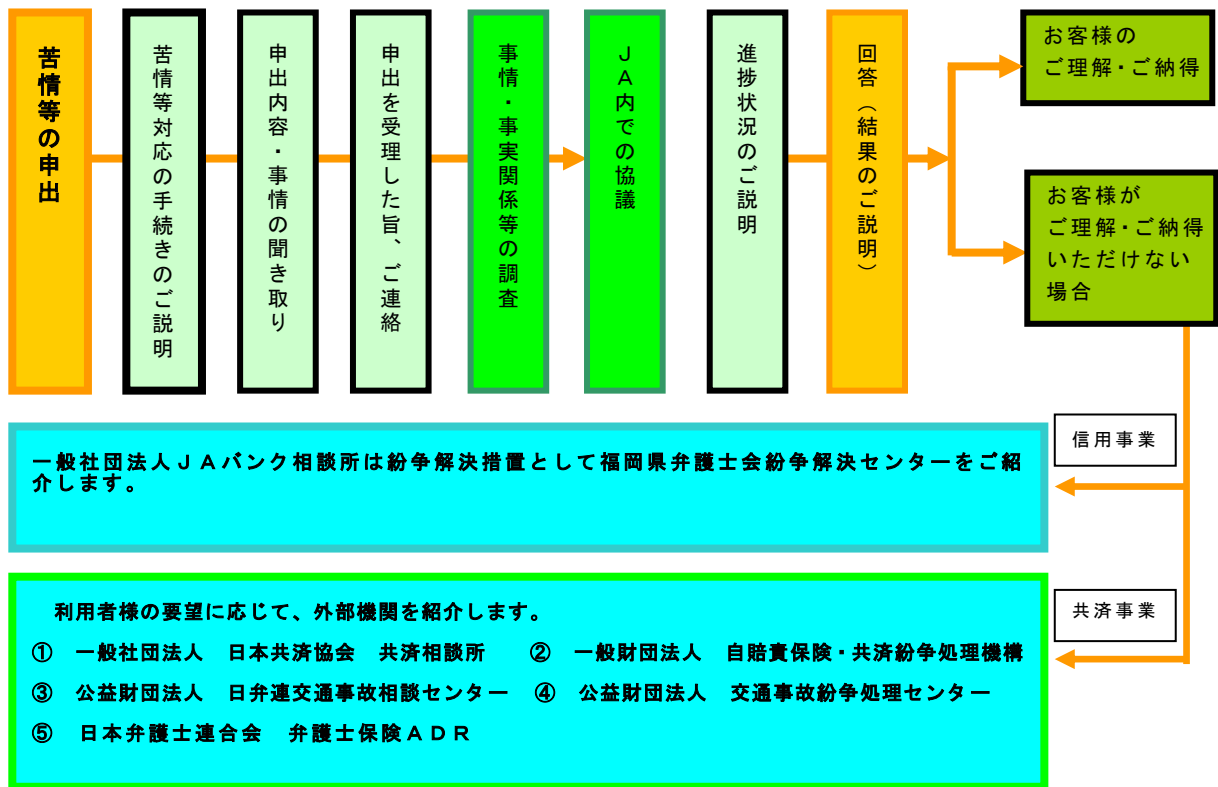 苦情等の申出
苦情等対応の手続きのご説明
申出内容・事情の聞き取り
申出を受理した旨、ご連絡
事情・事実関係等の調査
ＪＡ内での協議
進捗状況のご説明
回答（結果のご説明）
お客様の
ご理解・ご納得
お客様が
ご理解・ご納得
いただけない
場合
信用事業
一般社団法人ＪＡバンク相談所は紛争解決措置として福岡県弁護士会紛争解決センターをご紹
介します。
共済事業
利用者様の要望に応じて、外部機関を紹介します。
①　一般社団法人　日本共済協会　共済相談所　　②　一般財団法人　自賠責保険・共済紛争処理機構
③　公益財団法人　日弁連交通事故相談センター　④　公益財団法人　交通事故紛争処理センター
⑤　日本弁護士連合会　弁護士保険ＡＤＲ